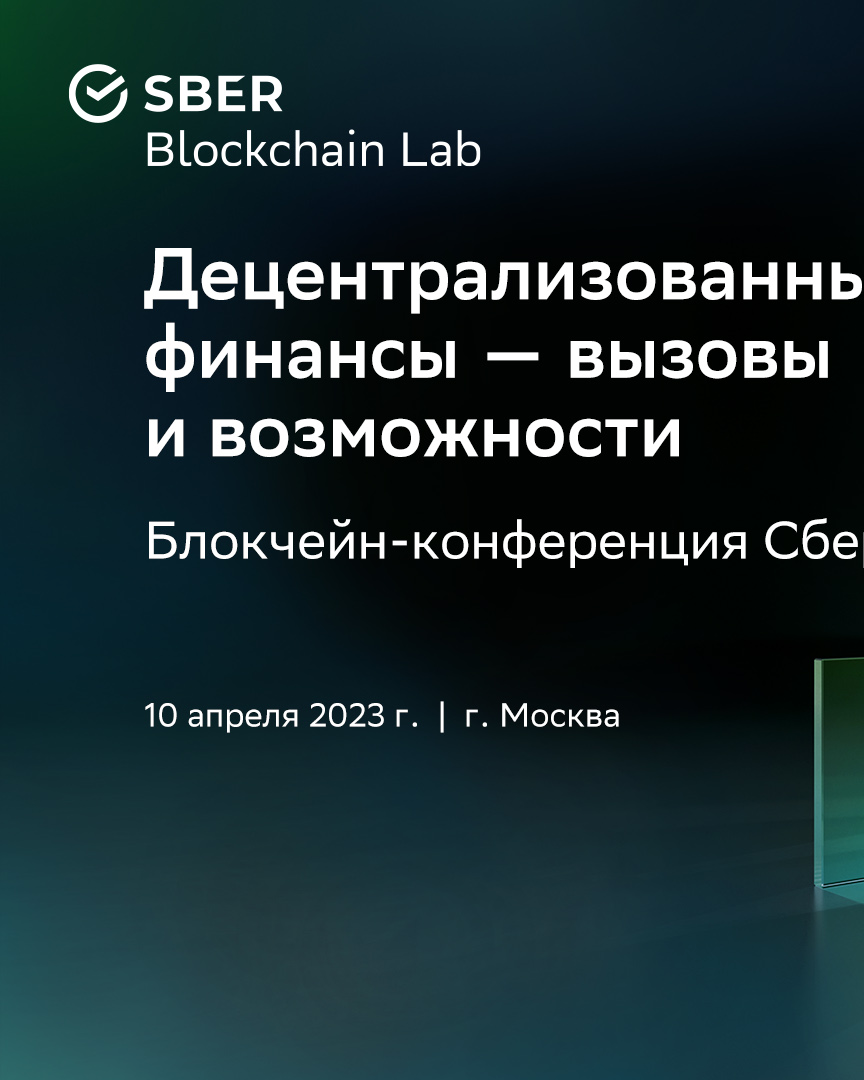 SBER
Blockchain Lab
Децентрализованны
финансы — вызовы
и возможности
Блокчейн-конференция Сбер
10 апреля 2023 г. | г. Москва